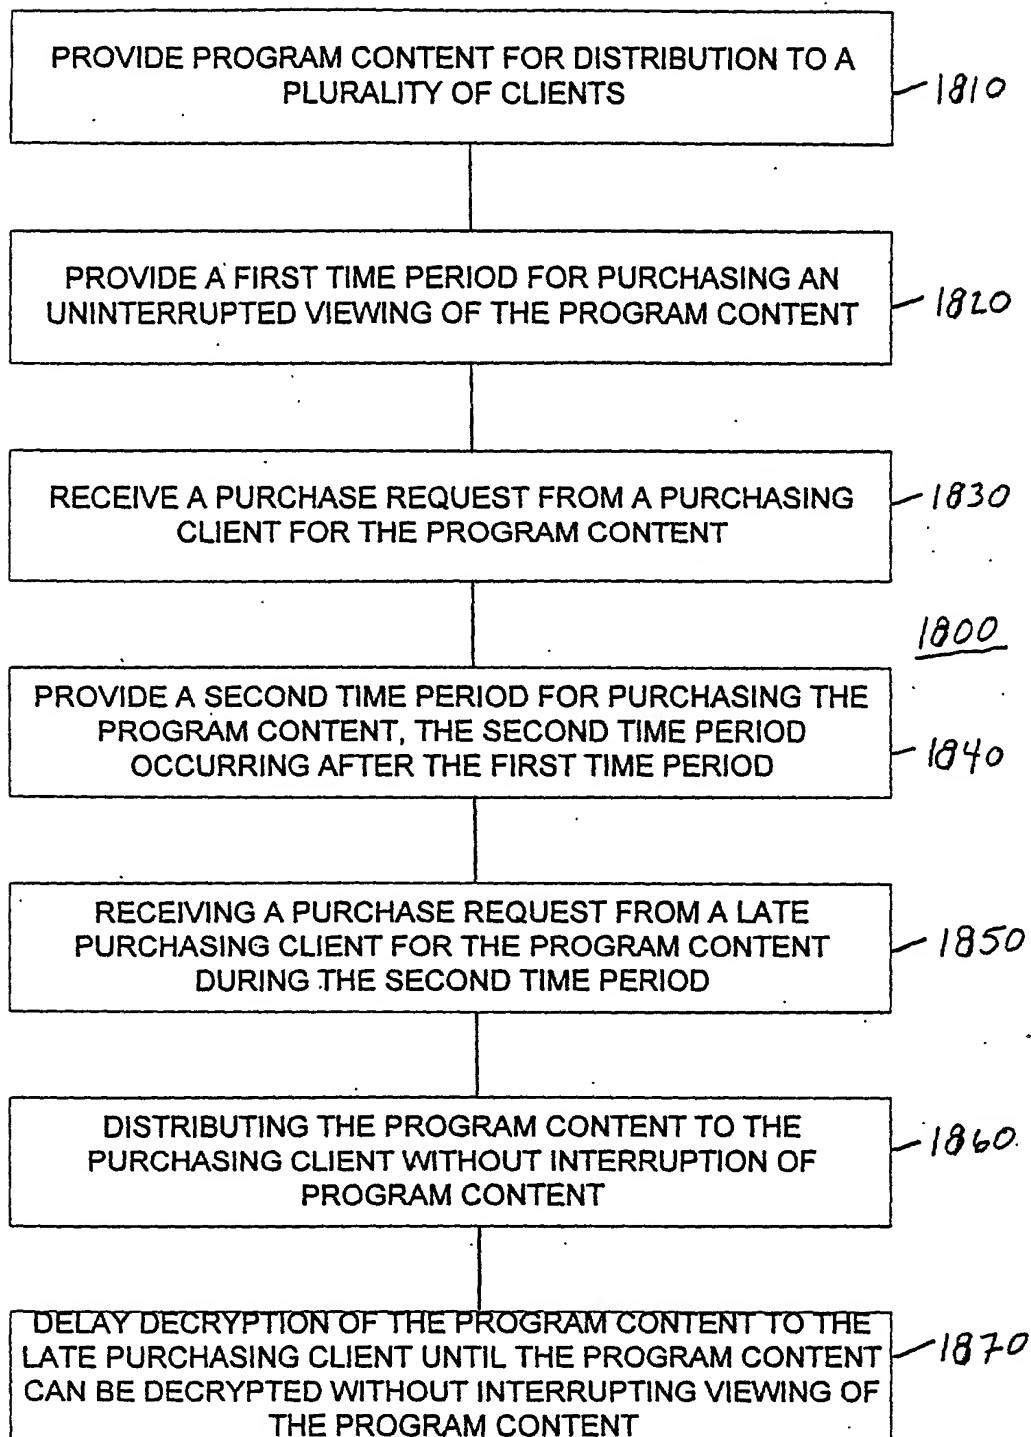 PROVIDE PROGRAM CONTENT FOR DISTRIBUTION TO A
PLURALITY OF CLIENTS
1810
PROVIDE A FIRST TIME PERIOD FOR PURCHASING AN
UNINTERRUPTED VIEWING OF THE PROGRAM CONTENT
1820
RECEIVE A PURCHASE REQUEST FROM A PURCHASING
CLIENT FOR THE PROGRAM CONTENT
1830
1800
PROVIDE A SECOND TIME PERIOD FOR PURCHASING THE
PROGRAM CONTENT, THE SECOND TIME PERIOD
OCCURRING AFTER THE FIRST TIME PERIOD
1840
RECEIVING A PURCHASE REQUEST FROM A LATE
PURCHASING CLIENT FOR THE PROGRAM CONTENT
DURING THE SECOND TIME PERIOD
1850
DISTRIBUTING THE PROGRAM CONTENT TO THE
PURCHASING CLIENT WITHOUT INTERRUPTION OF
PROGRAM CONTENT
1860
DELAY DECRYPTION OF THE PROGRAM CONTENT TO THE
LATE PURCHASING CLIENT UNTIL THE PROGRAM CONTENT
CAN BE DECRYPTED WITHOUT INTERRUPTING VIEWING OF
THE PROGRAM CONTENT
1870